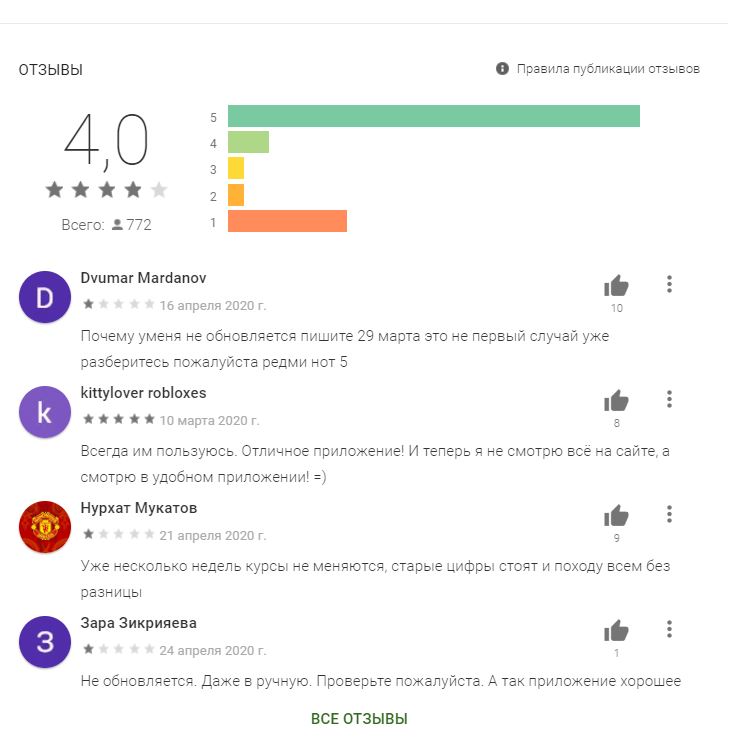 ОТЗЫВЫ
Правила публикации отзывов
4,0
Всего: 772
5
4
3
2
1
D
Dvumar Mardanov
16 апреля 2020 г.
10
Почему уменя не обновляется пишите 29 марта это не первый случай уже
разберитесь пожалуйста редми нот 5
k
kittylover robloxes
10 марта 2020 г.
8
Всегда им пользуюсь. Отличное приложение! И теперь я не смотрю всё на сайте, а
смотрю в удобном приложении! =)
Нурхат Мукатов
21 апреля 2020 г.
9
Уже несколько недель курсы не меняются, старые цифры стоят и походу всем без
разницы
З
Зара Зикрияева
24 апреля 2020 г.
1
Не обновляется. Даже в ручную. Проверьте пожалуйста. А так приложение хорошее
ВСЕ ОТЗЫВЫ